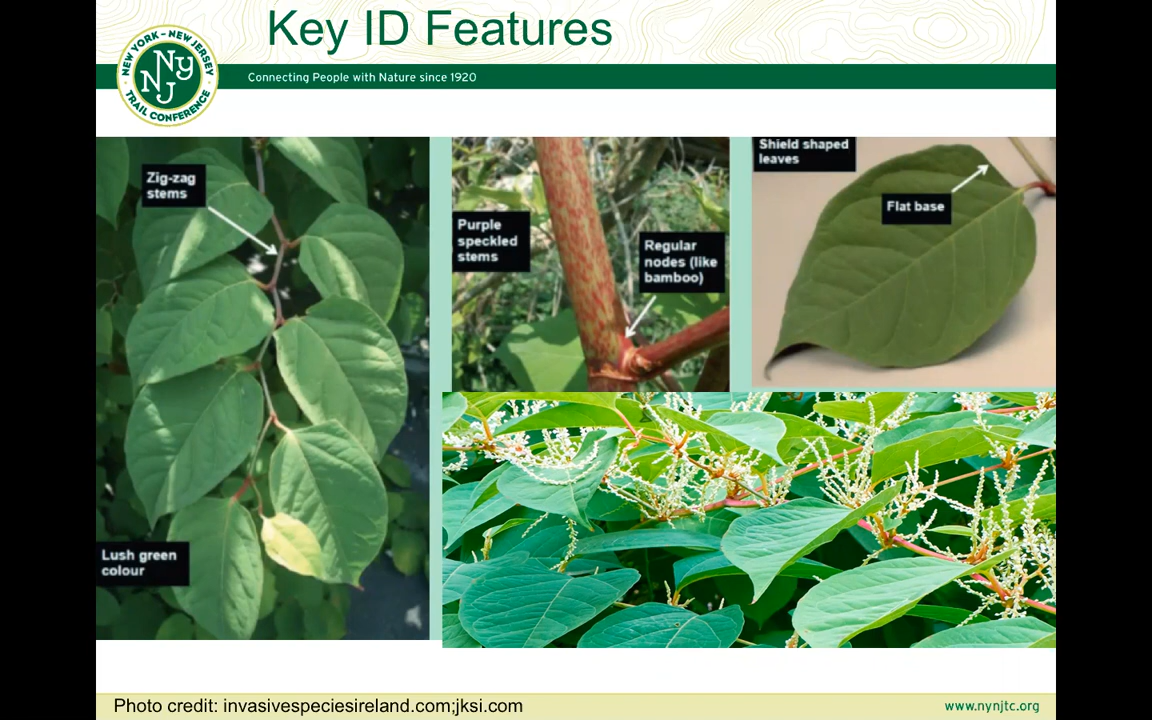 Key ID Features
NEW YORK - NEW JERSEY
NY
NJ
TRAIL CONFERENCE
Connecting People with Nature since 1920
Zig-zag
stems
Lush green
colour
Purple
speckled
stems
Regular
nodes (like
bamboo)
Shield shaped
leaves
Flat base
Photo credit: invasivespeciesireland.com;jksi.com
www.nynjtc.org